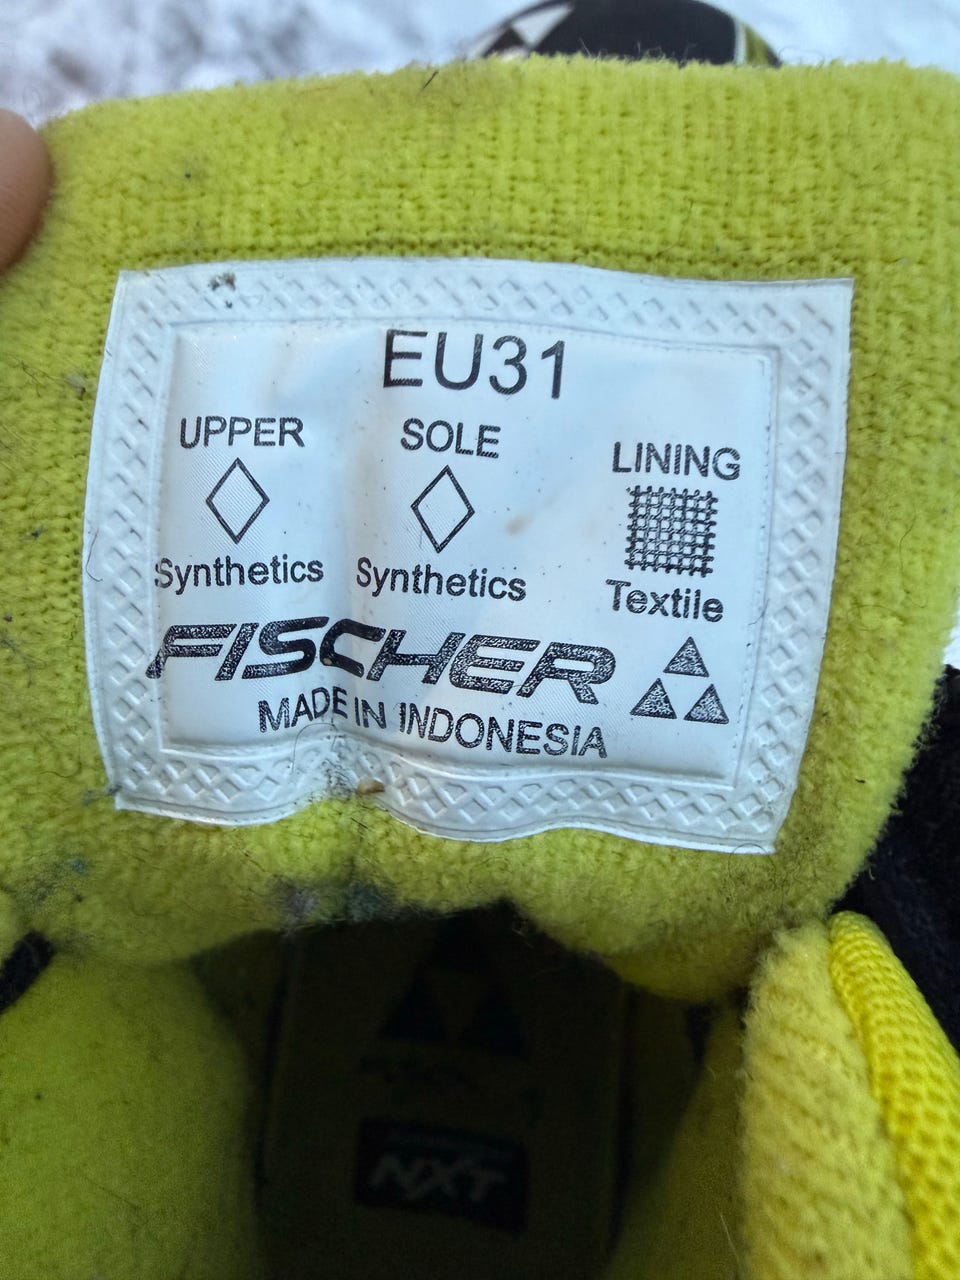 EU31
UPPER SOLE LINING
Synthetics Synthetics Textile
FISCHER
MADE IN INDONESIA
NXT